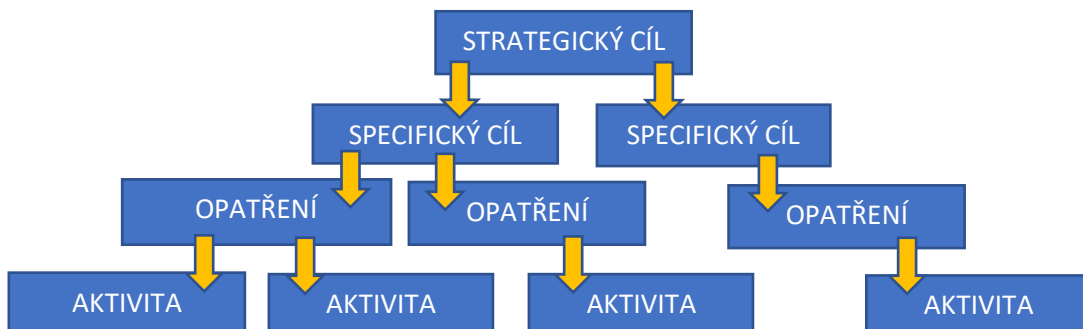 STRATEGICKÝ CÍL
SPECIFICKÝ CÍL
SPECIFICKÝ CÍL
OPATŘENÍ
OPATŘENÍ
OPATŘENÍ
AKTIVITA
AKTIVITA
AKTIVITA
AKTIVITA